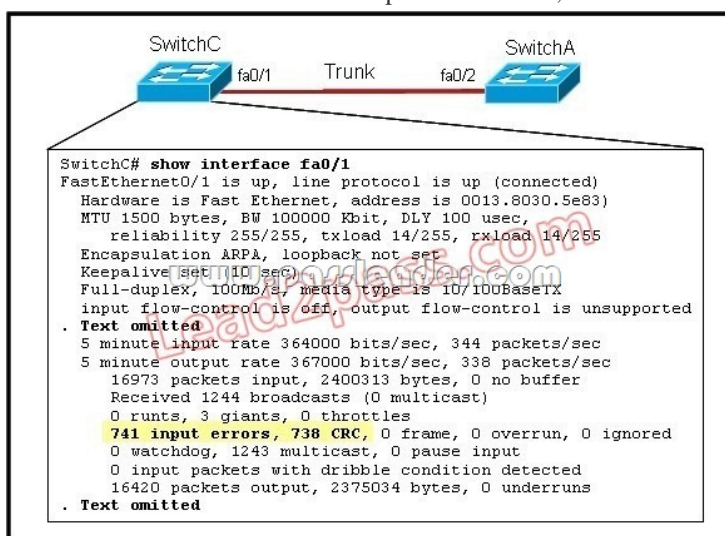 SwitchC
SwitchA
fa0/1
Trunk
fa0/2
SwitchC# show interface fa0/1
FastEthernet0/1 is up, line protocol is up (connected)
Hardware is Fast Ethernet, address is 0013.8030.5e83)
MTU 1500 bytes, BW 100000 Kbit, DLY 100 usec,
reliability 255/255, txload 14/255, rxload 14/255
Encapsulation ARPA, loopback not set
Keepalive set (10 sec)
Full-duplex, 100Mb/s, media type is 10/100BaseTX
input flow-control is off, output flow-control is unsupported
. Text omitted
5 minute input rate 364000 bits/sec, 344 packets/sec
5 minute output rate 367000 bits/sec, 338 packets/sec
16973 packets input, 2400313 bytes, 0 no buffer
Received 1244 broadcasts (0 multicast)
0 runts, 3 giants, 0 throttles
741 input errors, 738 CRC, 0 frame, 0 overrun, 0 ignored
0 watchdog, 1243 multicast, 0 pause input
0 input packets with dribble condition detected
16420 packets output, 2375034 bytes, 0 underruns
. Text omitted
Lead2pass.com